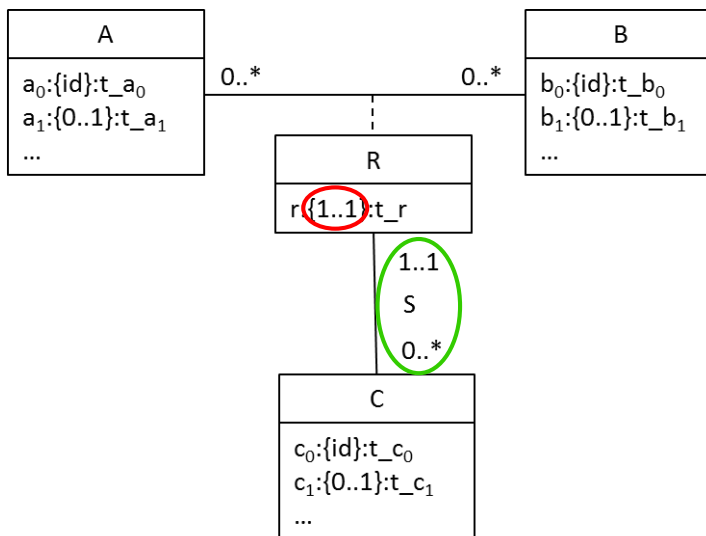 A
a₀:{id}:t_a₀
a₁:{0..1}:t_a₁
...
0..*
0..*
B
b₀:{id}:t_b₀
b₁:{0..1}:t_b₁
...
R
r:{1..1}:t_r
1..1
S
0..*
C
c₀:{id}:t_c₀
c₁:{0..1}:t_c₁
...